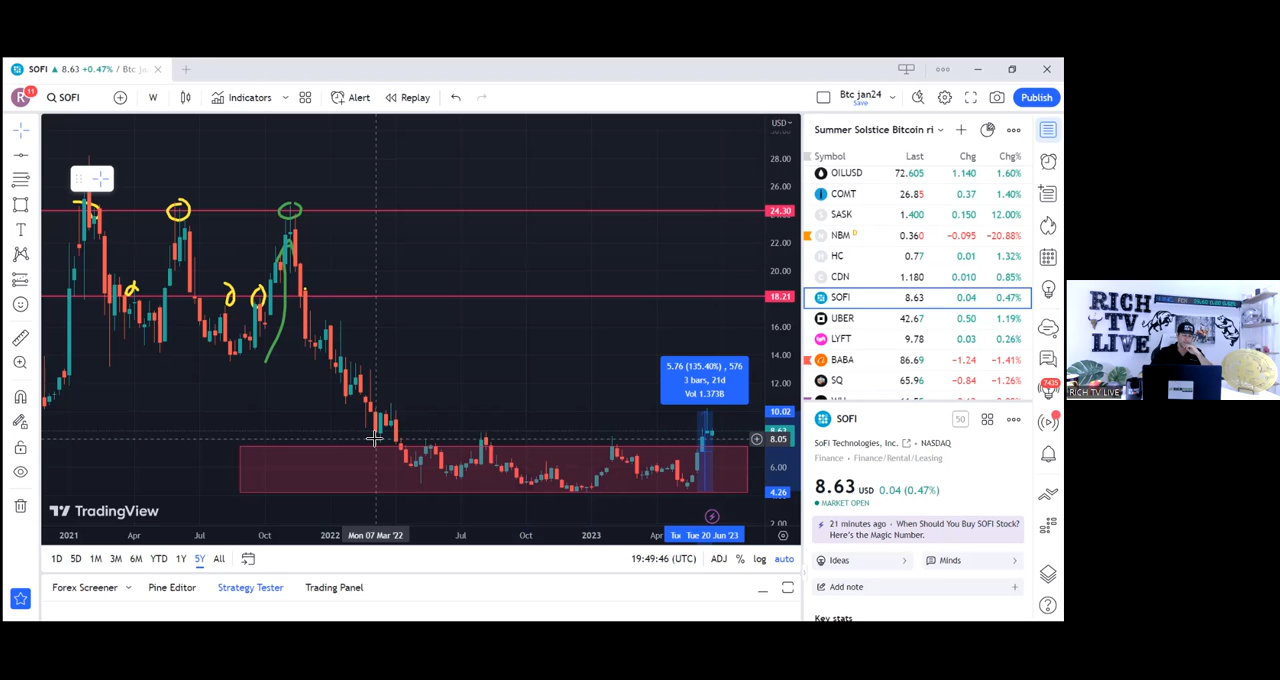 SOFI ▲ 8.63 +0.47% / Btc jan
R 11 SOFI W Indicators Alert Replay Btc jan24 Save Publish
USD
28.00
26.00
24.30
22.00
20.00
18.21
16.00
14.00
12.00
10.02
8.63
8.05
6.00
4.26
2.00
5.76 (135.40%) , 576
3 bars, 21d
Vol 1.373B
TradingView
2021 Apr Jul Oct 2022 Mon 07 Mar '22 Jul Oct 2023 Apr Tue 20 Jun '23
1D 5D 1M 3M 6M YTD 1Y 5Y All 19:49:46 (UTC) ADJ % log auto
Forex Screener Pine Editor Strategy Tester Trading Panel
Summer Solstice Bitcoin ri
Symbol Last Chg Chg%
OILUSD 72.605 1.140 1.60%
COMT 26.85 0.37 1.40%
SASK 1.400 0.150 12.00%
NBM D 0.360 −0.095 −20.88%
HC 0.77 0.01 1.32%
CDN 1.180 0.010 0.85%
SOFI 8.63 0.04 0.47%
UBER 42.67 0.50 1.19%
LYFT 9.78 0.03 0.26%
BABA 86.69 −1.24 −1.41%
SQ 65.96 −0.84 −1.26%
SOFI 50
SoFi Technologies, Inc. • NASDAQ
Finance • Finance/Rental/Leasing
8.63 USD 0.04 (0.47%)
• MARKET OPEN
21 minutes ago • When Should You Buy SOFI Stock?
Here's the Magic Number.
Ideas Minds
Add note
Key stats
7435
RICH
TV
LIVE
RICH TV LIVE